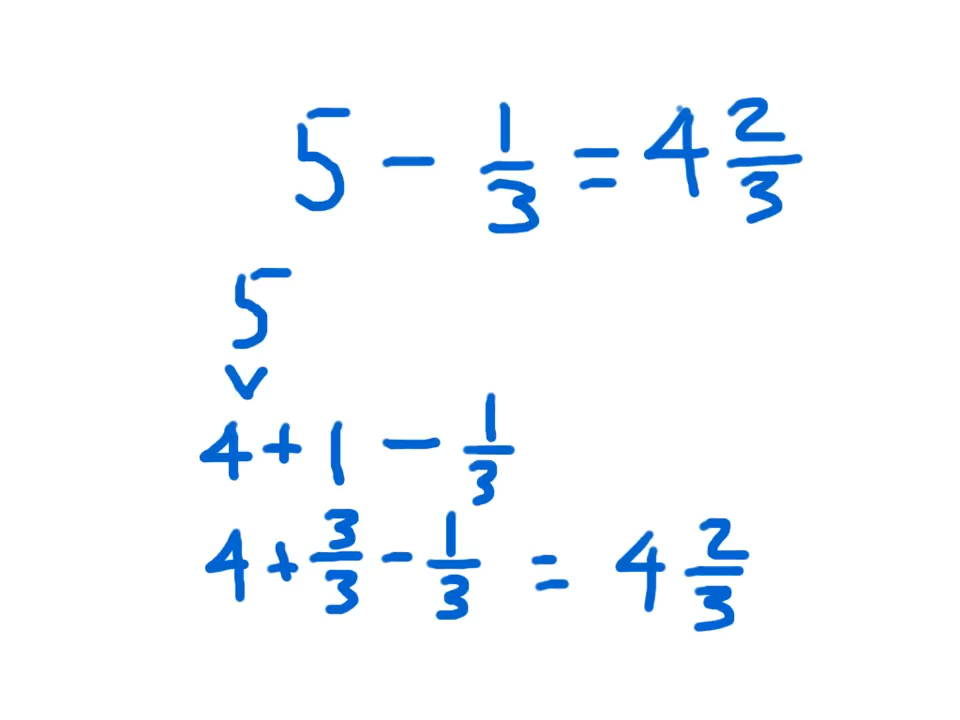 5 - 1/3 = 4 2/3
5
v
4 + 1 - 1/3
4 + 3/3 - 1/3 = 4 2/3